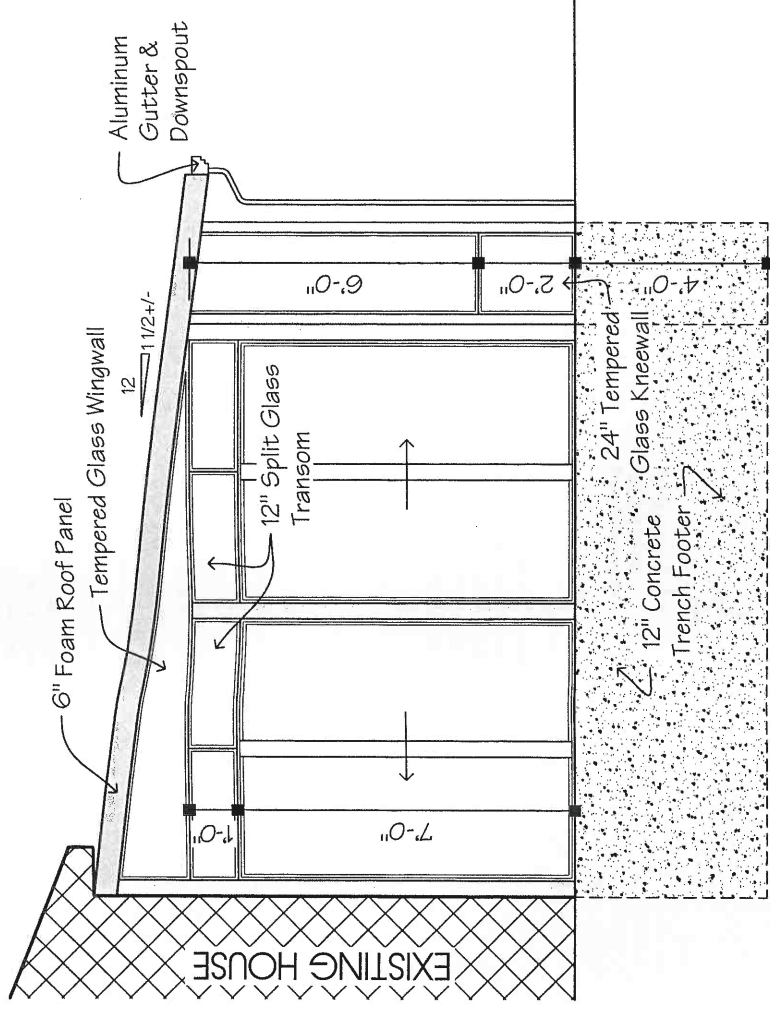 Aluminum
Gutter &
Downspout
12
1 1/2+/-
6" Foam Roof Panel
Tempered Glass Wingwall
12" Split Glass
Transom
1'-0"
7'-0"
6'-0"
2'-0"
4'-0"
24" Tempered
Glass Kneewall
12" Concrete
Trench Footer
EXISTING HOUSE